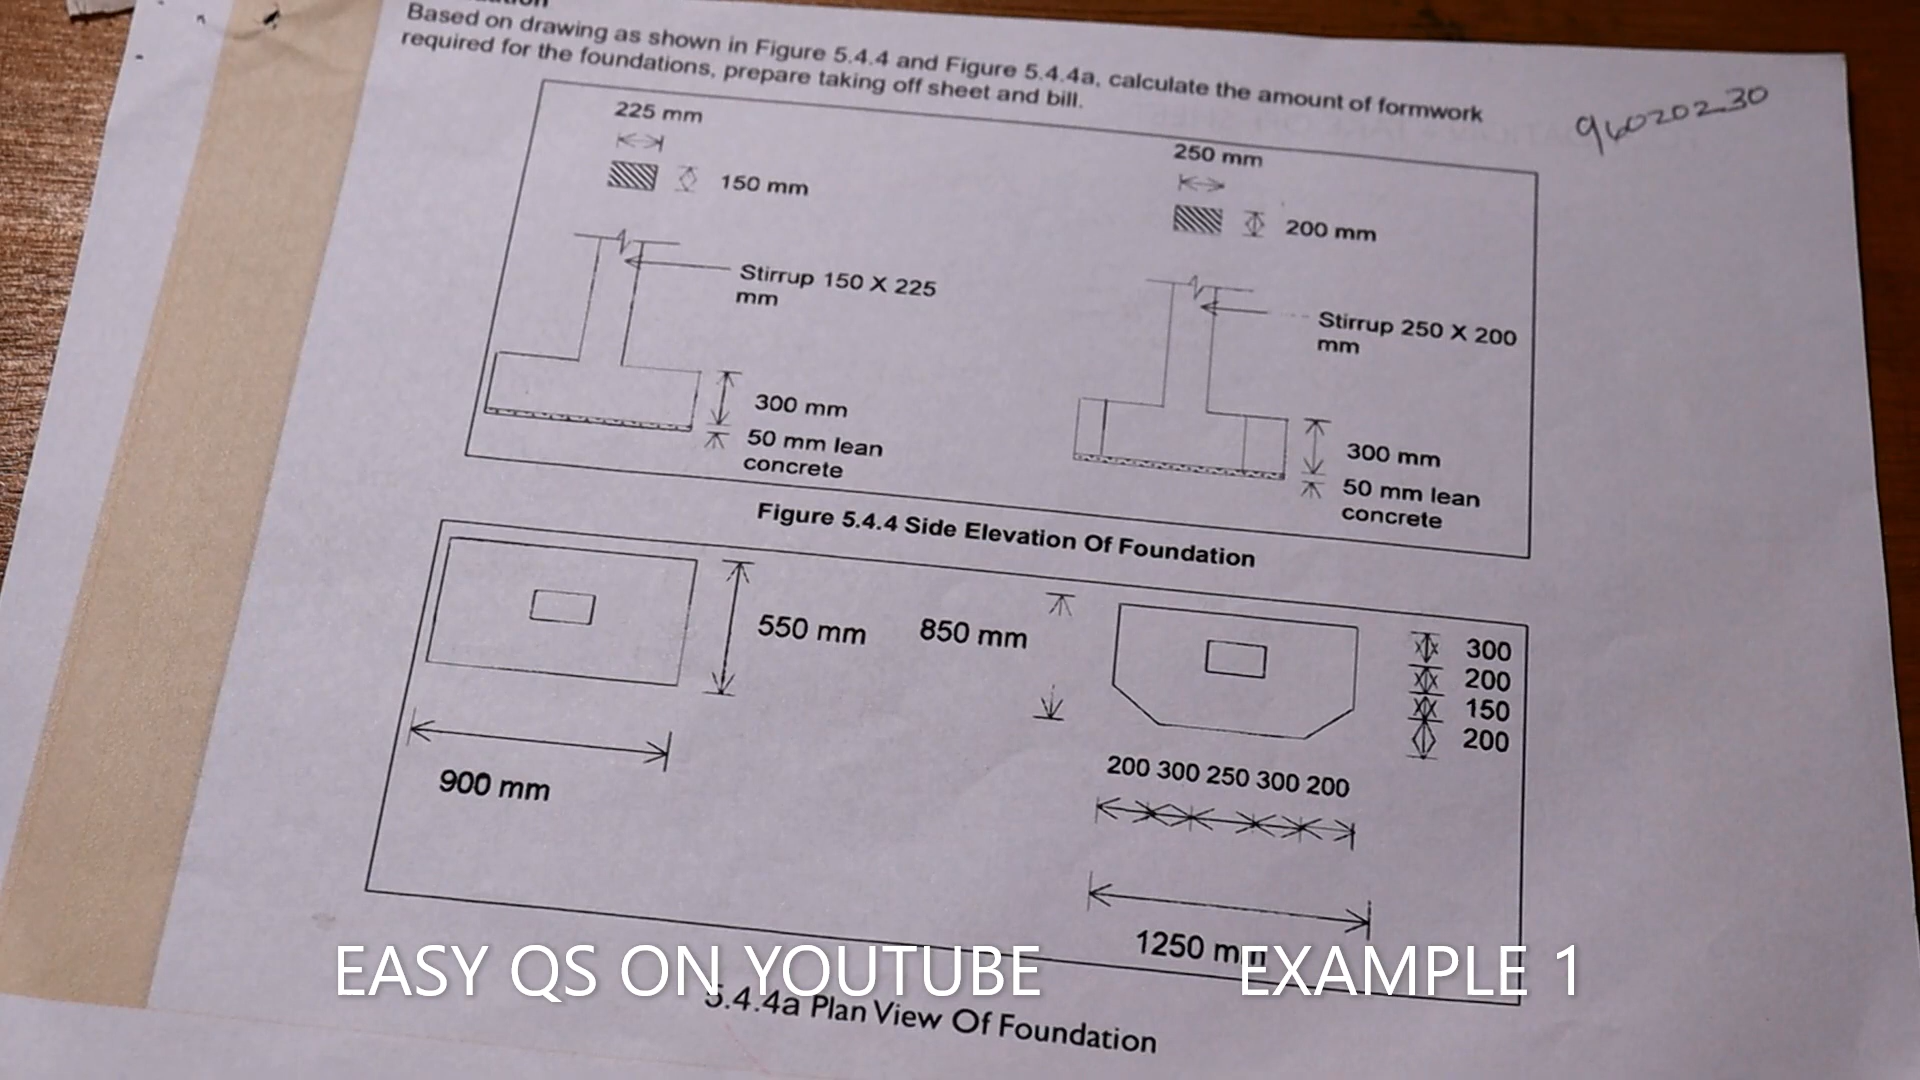 Based on drawing as shown in Figure 5.4.4 and Figure 5.4.4a, calculate the amount of formwork
required for the foundations, prepare taking off sheet and bill.
96020230
225 mm
150 mm
250 mm
200 mm
Stirrup 150 X 225
mm
Stirrup 250 X 200
mm
300 mm
50 mm lean
concrete
300 mm
50 mm lean
concrete
Figure 5.4.4 Side Elevation Of Foundation
550 mm
850 mm
300
200
150
200
900 mm
200 300 250 300 200
1250 mm
EASY QS ON YOUTUBE
EXAMPLE 1
5.4.4a Plan View Of Foundation